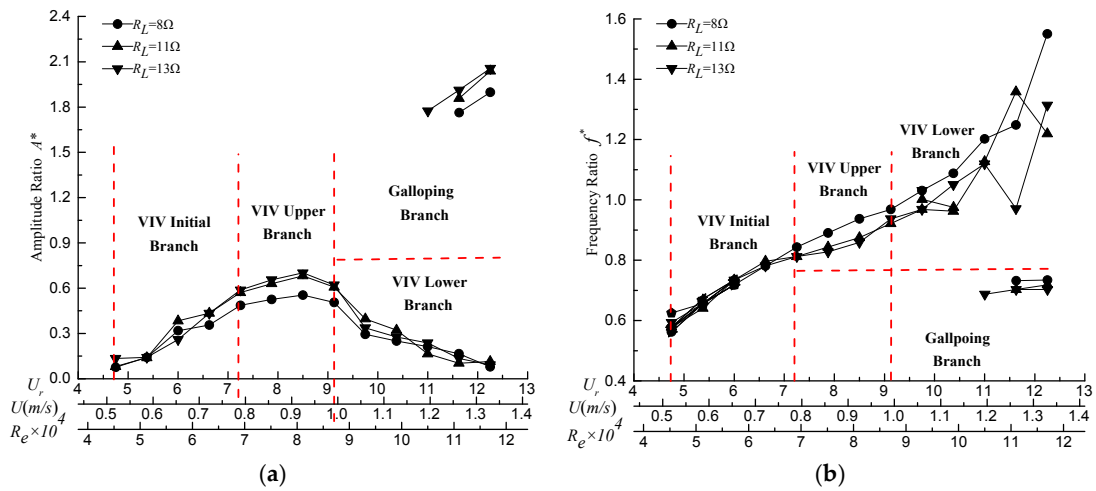 2.4
2.1
1.8
1.5
1.2
0.9
0.6
0.3
0.0
Amplitude Ratio A*
R_L=8Ω
R_L=11Ω
R_L=13Ω
VIV Initial
Branch
VIV Upper
Branch
Galloping
Branch
VIV Lower
Branch
4 5 6 7 8 9 10 11 12 13
U_r
0.5 0.6 0.7 0.8 0.9 1.0 1.1 1.2 1.3 1.4
U(m/s)
4 5 6 7 8 9 10 11 12
R_e×10^4
(a)
1.6
1.4
1.2
1.0
0.8
0.6
0.4
Frequency Ratio f*
R_L=8Ω
R_L=11Ω
R_L=13Ω
VIV Initial
Branch
VIV Upper
Branch
VIV Lower
Branch
Gallpoing
Branch
5 6 7 8 9 10 11 12 13
U_r
0.5 0.6 0.7 0.8 0.9 1.0 1.1 1.2 1.3 1.4
U(m/s)
4 5 6 7 8 9 10 11 12
R_e×10^4
(b)